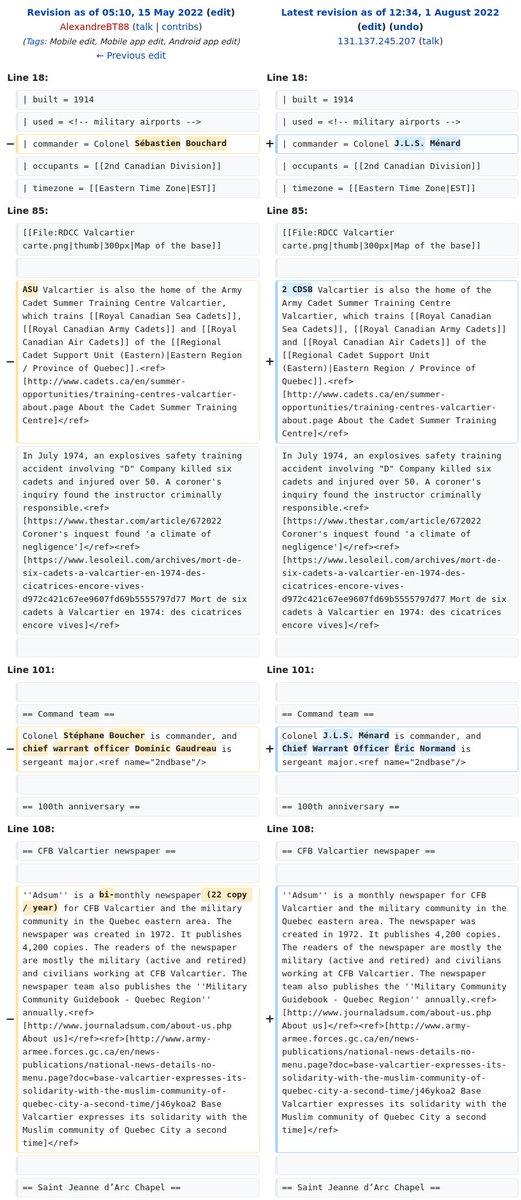 Revision as of 05:10, 15 May 2022 (edit)
AlexandreBT88 (talk | contribs)
(Tags: Mobile edit, Mobile app edit, Android app edit)
← Previous edit
Latest revision as of 12:34, 1 August 2022
(edit) (undo)
131.137.245.207 (talk)
Line 18:
| built = 1914
| used = <!-- military airports -->
− | commander = Colonel Sébastien Bouchard
| occupants = [[2nd Canadian Division]]
| timezone = [[Eastern Time Zone|EST]]
Line 18:
| built = 1914
| used = <!-- military airports -->
+ | commander = Colonel J.L.S. Ménard
| occupants = [[2nd Canadian Division]]
| timezone = [[Eastern Time Zone|EST]]
Line 85:
[[File:RDCC Valcartier
carte.png|thumb|300px|Map of the base]]
− ASU Valcartier is also the home of the Army
Cadet Summer Training Centre Valcartier,
which trains [[Royal Canadian Sea Cadets]],
[[Royal Canadian Army Cadets]] and [[Royal
Canadian Air Cadets]] of the [[Regional
Cadet Support Unit (Eastern)|Eastern Region
/ Province of Quebec]].<ref>
[http://www.cadets.ca/en/summer-
opportunities/training-centres-valcartier-
about.page About the Cadet Summer Training
Centre]</ref>
In July 1974, an explosives safety training
accident involving "D" Company killed six
cadets and injured over 50. A coroner's
inquiry found the instructor criminally
responsible.<ref>
[https://www.thestar.com/article/672022
Coroner's inquest found 'a climate of
negligence']</ref><ref>
[https://www.lesoleil.com/archives/mort-de-
six-cadets-a-valcartier-en-1974-des-
cicatrices-encore-vives-
d972c421c67ee9607fd69b5555797d77 Mort de six
cadets à Valcartier en 1974: des cicatrices
encore vives]</ref>
Line 85:
[[File:RDCC Valcartier
carte.png|thumb|300px|Map of the base]]
+ 2 CDSB Valcartier is also the home of the
Army Cadet Summer Training Centre
Valcartier, which trains [[Royal Canadian
Sea Cadets]], [[Royal Canadian Army Cadets]]
and [[Royal Canadian Air Cadets]] of the
[[Regional Cadet Support Unit
(Eastern)|Eastern Region / Province of
Quebec]].<ref>
[http://www.cadets.ca/en/summer-
opportunities/training-centres-valcartier-
about.page About the Cadet Summer Training
Centre]</ref>
In July 1974, an explosives safety training
accident involving "D" Company killed six
cadets and injured over 50. A coroner's
inquiry found the instructor criminally
responsible.<ref>
[https://www.thestar.com/article/672022
Coroner's inquest found 'a climate of
negligence']</ref><ref>
[https://www.lesoleil.com/archives/mort-de-
six-cadets-a-valcartier-en-1974-des-
cicatrices-encore-vives-
d972c421c67ee9607fd69b5555797d77 Mort de six
cadets à Valcartier en 1974: des cicatrices
encore vives]</ref>
Line 101:
== Command team ==
− Colonel Stéphane Boucher is commander, and
chief warrant officer Dominic Gaudreau is
sergeant major.<ref name="2ndbase"/>
== 100th anniversary ==
Line 101:
== Command team ==
+ Colonel J.L.S. Ménard is commander, and
Chief Warrant Officer Éric Normand is
sergeant major.<ref name="2ndbase"/>
== 100th anniversary ==
Line 108:
== CFB Valcartier newspaper ==
− ''Adsum'' is a bi-monthly newspaper (22 copy
/ year) for CFB Valcartier and the military
community in the Quebec eastern area. The
newspaper was created in 1972. It publishes
4,200 copies. The readers of the newspaper
are mostly the military (active and retired)
and civilians working at CFB Valcartier. The
newspaper team also publishes the ''Military
Community Guidebook - Quebec Region''
annually.<ref>
[http://www.journaladsum.com/about-us.php
About us]</ref><ref>[http://www.army-
armee.forces.gc.ca/en/news-
publications/national-news-details-no-
menu.page?doc=base-valcartier-expresses-its-
solidarity-with-the-muslim-community-of-
quebec-city-a-second-time/j46ykoa2 Base
Valcartier expresses its solidarity with the
Muslim community of Quebec City a second
time]</ref>
== Saint Jeanne d’Arc Chapel ==
Line 108:
== CFB Valcartier newspaper ==
+ ''Adsum'' is a monthly newspaper for CFB
Valcartier and the military community in the
Quebec eastern area. The newspaper was
created in 1972. It publishes 4,200 copies.
The readers of the newspaper are mostly the
military (active and retired) and civilians
working at CFB Valcartier. The newspaper
team also publishes the ''Military Community
Guidebook - Quebec Region'' annually.<ref>
[http://www.journaladsum.com/about-us.php
About us]</ref><ref>[http://www.army-
armee.forces.gc.ca/en/news-
publications/national-news-details-no-
menu.page?doc=base-valcartier-expresses-its-
solidarity-with-the-muslim-community-of-
quebec-city-a-second-time/j46ykoa2 Base
Valcartier expresses its solidarity with the
Muslim community of Quebec City a second
time]</ref>
== Saint Jeanne d’Arc Chapel ==